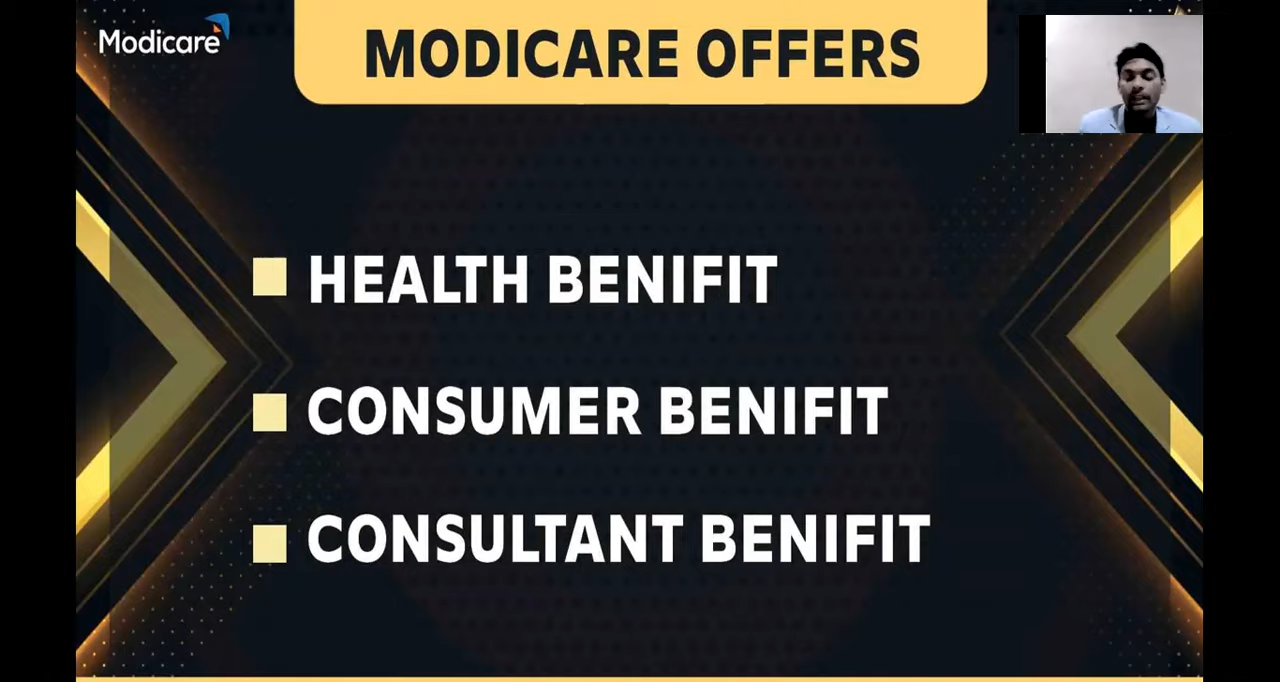 Modicare
MODICARE OFFERS
HEALTH BENIFIT
CONSUMER BENIFIT
CONSULTANT BENIFIT